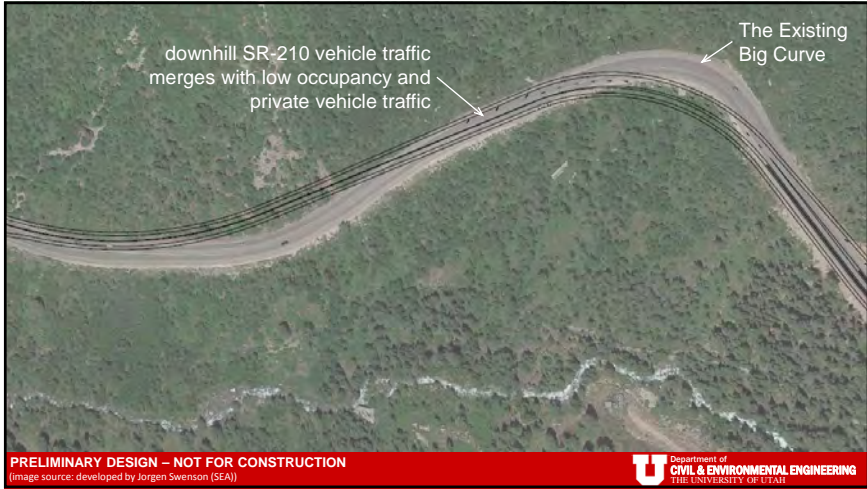 The Existing
Big Curve
downhill SR-210 vehicle traffic
merges with low occupancy and
private vehicle traffic
PRELIMINARY DESIGN – NOT FOR CONSTRUCTION
(image source: developed by Jorgen Swenson (SEA))
U
Department of
CIVIL & ENVIRONMENTAL ENGINEERING
THE UNIVERSITY OF UTAH